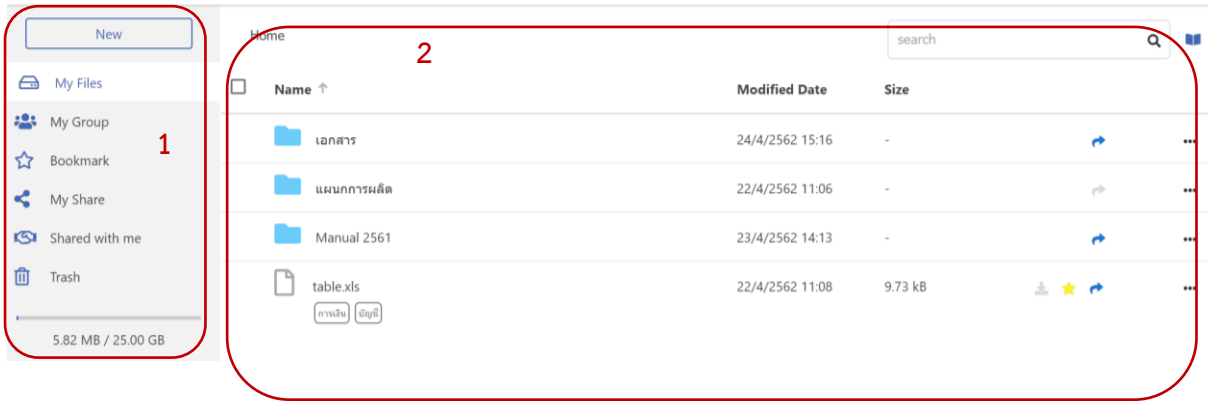 New
My Files
My Group
Bookmark
My Share
Shared with me
Trash
5.82 MB / 25.00 GB
1
2
Home
search
Name ↑ Modified Date Size
เอกสาร 24/4/2562 15:16 -
แผนกการผลิต 22/4/2562 11:06 -
Manual 2561 23/4/2562 14:13 -
table.xls 22/4/2562 11:08 9.73 kB
การเงิน บัญชี